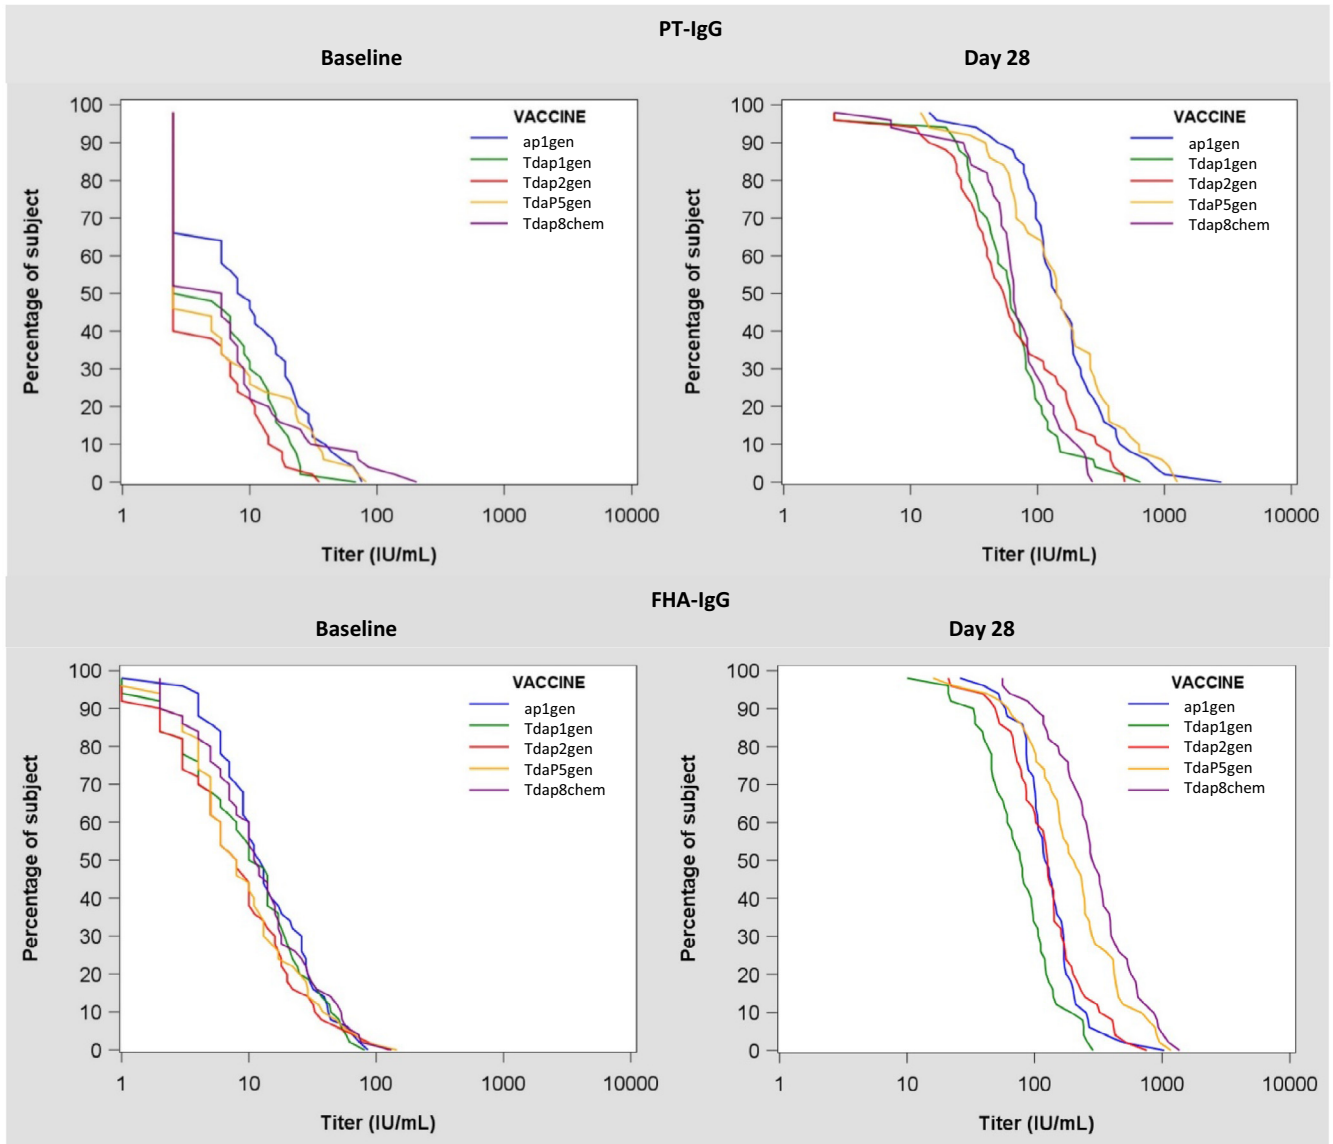 PT-IgG
Baseline
Day 28
100
90
80
70
60
50
40
30
20
10
0
Percentage of subject
VACCINE
ap1gen
Tdap1gen
Tdap2gen
TdaP5gen
Tdap8chem
1 10 100 1000 10000
Titer (IU/mL)
100
90
80
70
60
50
40
30
20
10
0
Percentage of subject
VACCINE
ap1gen
Tdap1gen
Tdap2gen
TdaP5gen
Tdap8chem
1 10 100 1000 10000
Titer (IU/mL)
FHA-IgG
Baseline
Day 28
100
90
80
70
60
50
40
30
20
10
0
Percentage of subject
VACCINE
ap1gen
Tdap1gen
Tdap2gen
TdaP5gen
Tdap8chem
1 10 100 1000 10000
Titer (IU/mL)
100
90
80
70
60
50
40
30
20
10
0
Percentage of subject
VACCINE
ap1gen
Tdap1gen
Tdap2gen
TdaP5gen
Tdap8chem
1 10 100 1000 10000
Titer (IU/mL)